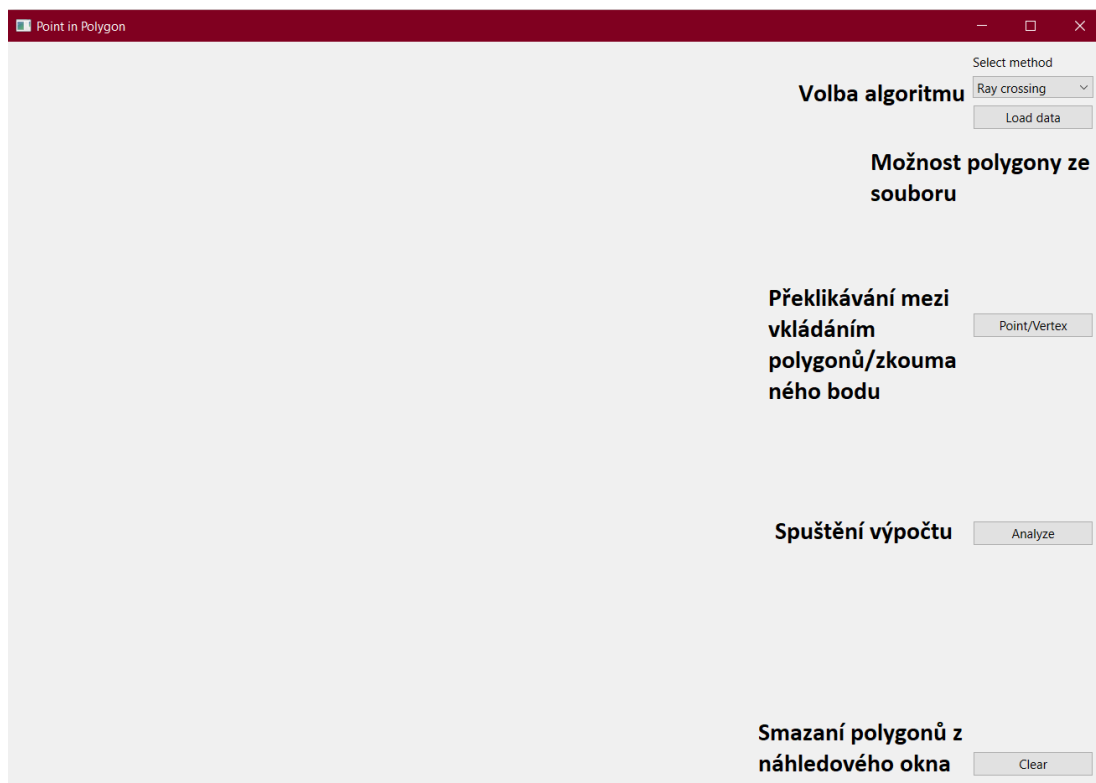 Point in Polygon
Select method
Volba algoritmu
Ray crossing
Load data
Možnost polygony ze
souboru
Překlikávání mezi
vkládáním
polygonů/zkouma
ného bodu
Point/Vertex
Spuštění výpočtu
Analyze
Smazaní polygonů z
náhledového okna
Clear